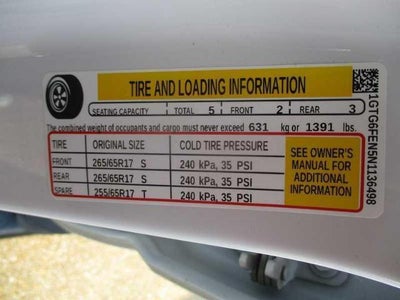 TIRE AND LOADING INFORMATION
SEATING CAPACITY TOTAL 5 FRONT 2 REAR 3
The combined weight of occupants and cargo must never exceed 631 kg or 1391 lbs.
TIRE ORIGINAL SIZE COLD TIRE PRESSURE
FRONT 265/65R17 S 240 kPa, 35 PSI
REAR 265/65R17 S 240 kPa, 35 PSI
SPARE 255/65R17 T 240 kPa, 35 PSI
SEE OWNER'S
MANUAL FOR
ADDITIONAL
INFORMATION
1GTG6FEN5N1136498